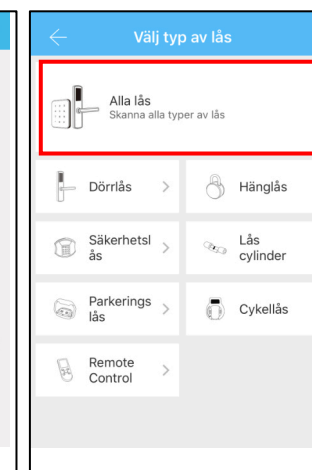 Välj typ av lås
Alla lås
Skanna alla typer av lås
Dörrlås
Hänglås
Säkerhetsl
ås
Lås
cylinder
Parkerings
lås
Cykellås
Remote
Control